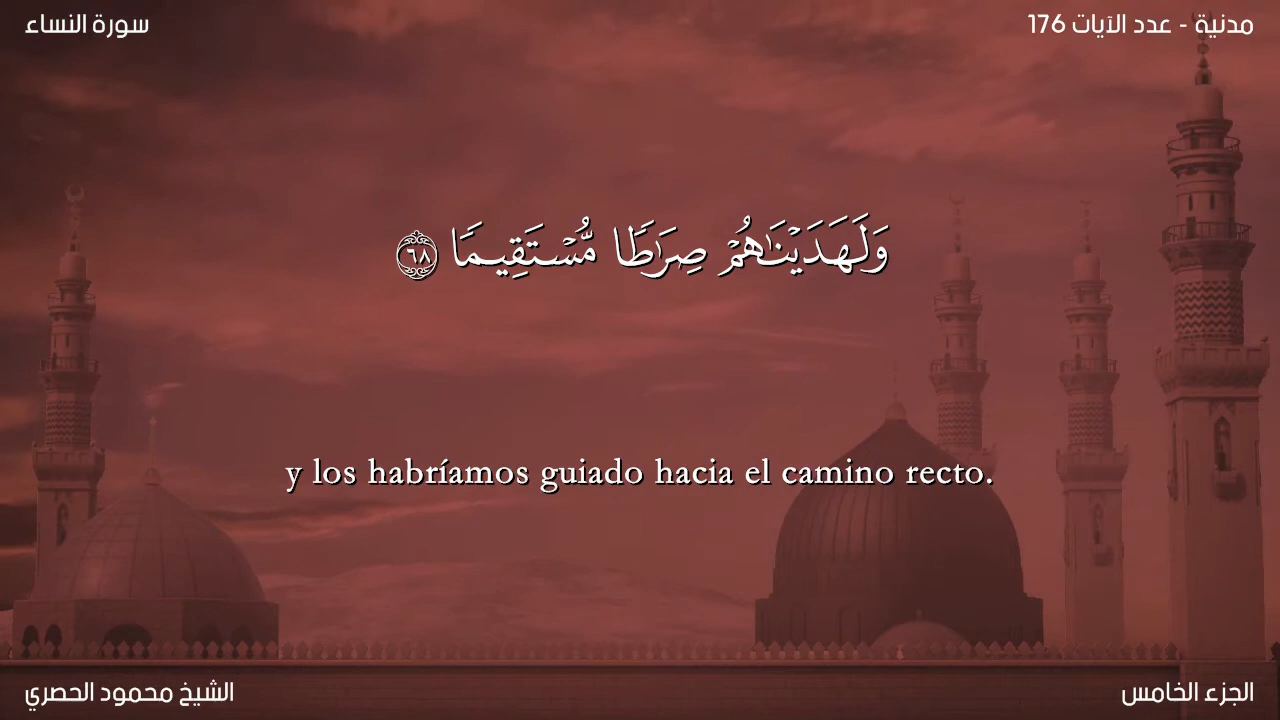 سورة النساء
مدنية - عدد الآيات 176
وَلَهَدَيْنَٰهُمْ صِرَٰطًا مُّسْتَقِيمًا ٦٨
y los habríamos guiado hacia el camino recto.
الشيخ محمود الحصري
الجزء الخامس